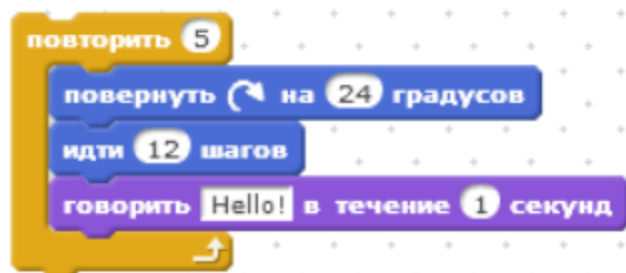 повторить 5
повернуть на 24 градусов
идти 12 шагов
говорить Hello! в течение 1 секунд